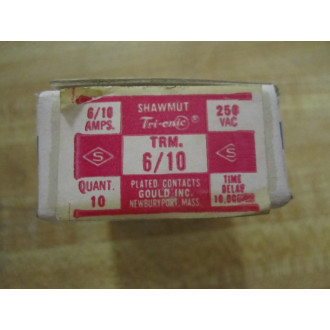 6/10 AMPS.
SHAWMUT
Tri-onic®
250 VAC
TRM.
6/10
S
S
QUANT. 10
PLATED CONTACTS
GOULD INC.
NEWBURYPORT, MASS.
TIME DELAY